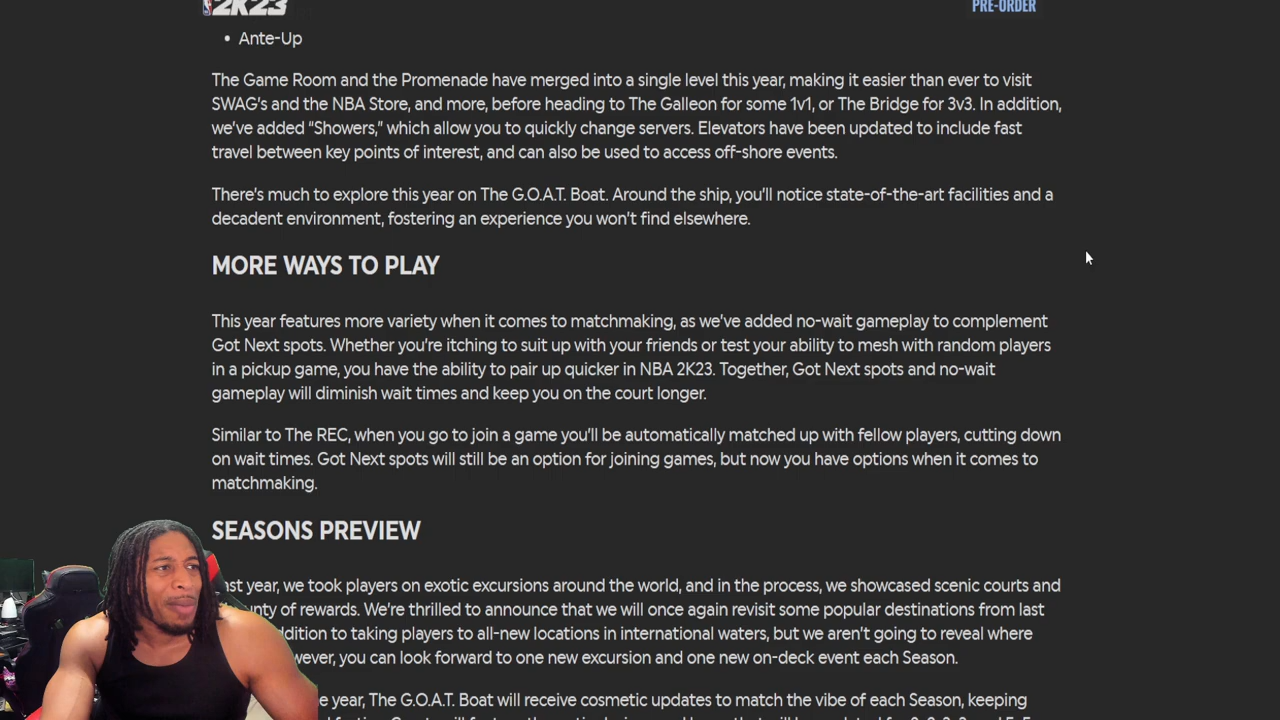 2K23
PRE-ORDER
• Ante-Up
The Game Room and the Promenade have merged into a single level this year, making it easier than ever to visit
SWAG's and the NBA Store, and more, before heading to The Galleon for some 1v1, or The Bridge for 3v3. In addition,
we've added “Showers,” which allow you to quickly change servers. Elevators have been updated to include fast
travel between key points of interest, and can also be used to access off-shore events.
There's much to explore this year on The G.O.A.T. Boat. Around the ship, you'll notice state-of-the-art facilities and a
decadent environment, fostering an experience you won't find elsewhere.
MORE WAYS TO PLAY
This year features more variety when it comes to matchmaking, as we've added no-wait gameplay to complement
Got Next spots. Whether you're itching to suit up with your friends or test your ability to mesh with random players
in a pickup game, you have the ability to pair up quicker in NBA 2K23. Together, Got Next spots and no-wait
gameplay will diminish wait times and keep you on the court longer.
Similar to The REC, when you go to join a game you'll be automatically matched up with fellow players, cutting down
on wait times. Got Next spots will still be an option for joining games, but now you have options when it comes to
matchmaking.
SEASONS PREVIEW
ast year, we took players on exotic excursions around the world, and in the process, we showcased scenic courts and
unty of rewards. We're thrilled to announce that we will once again revisit some popular destinations from last
ddition to taking players to all-new locations in international waters, but we aren't going to reveal where
wever, you can look forward to one new excursion and one new on-deck event each Season.
e year, The G.O.A.T. Boat will receive cosmetic updates to match the vibe of each Season, keeping